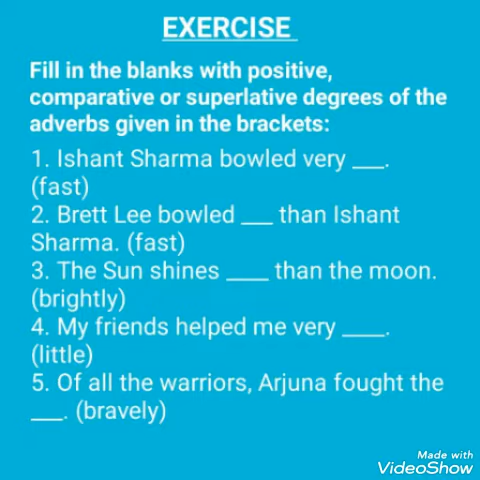 EXERCISE
Fill in the blanks with positive,
comparative or superlative degrees of the
adverbs given in the brackets:
1. Ishant Sharma bowled very ___.
(fast)
2. Brett Lee bowled ___ than Ishant
Sharma. (fast)
3. The Sun shines ____ than the moon.
(brightly)
4. My friends helped me very ____.
(little)
5. Of all the warriors, Arjuna fought the
___. (bravely)
Made with
VideoShow